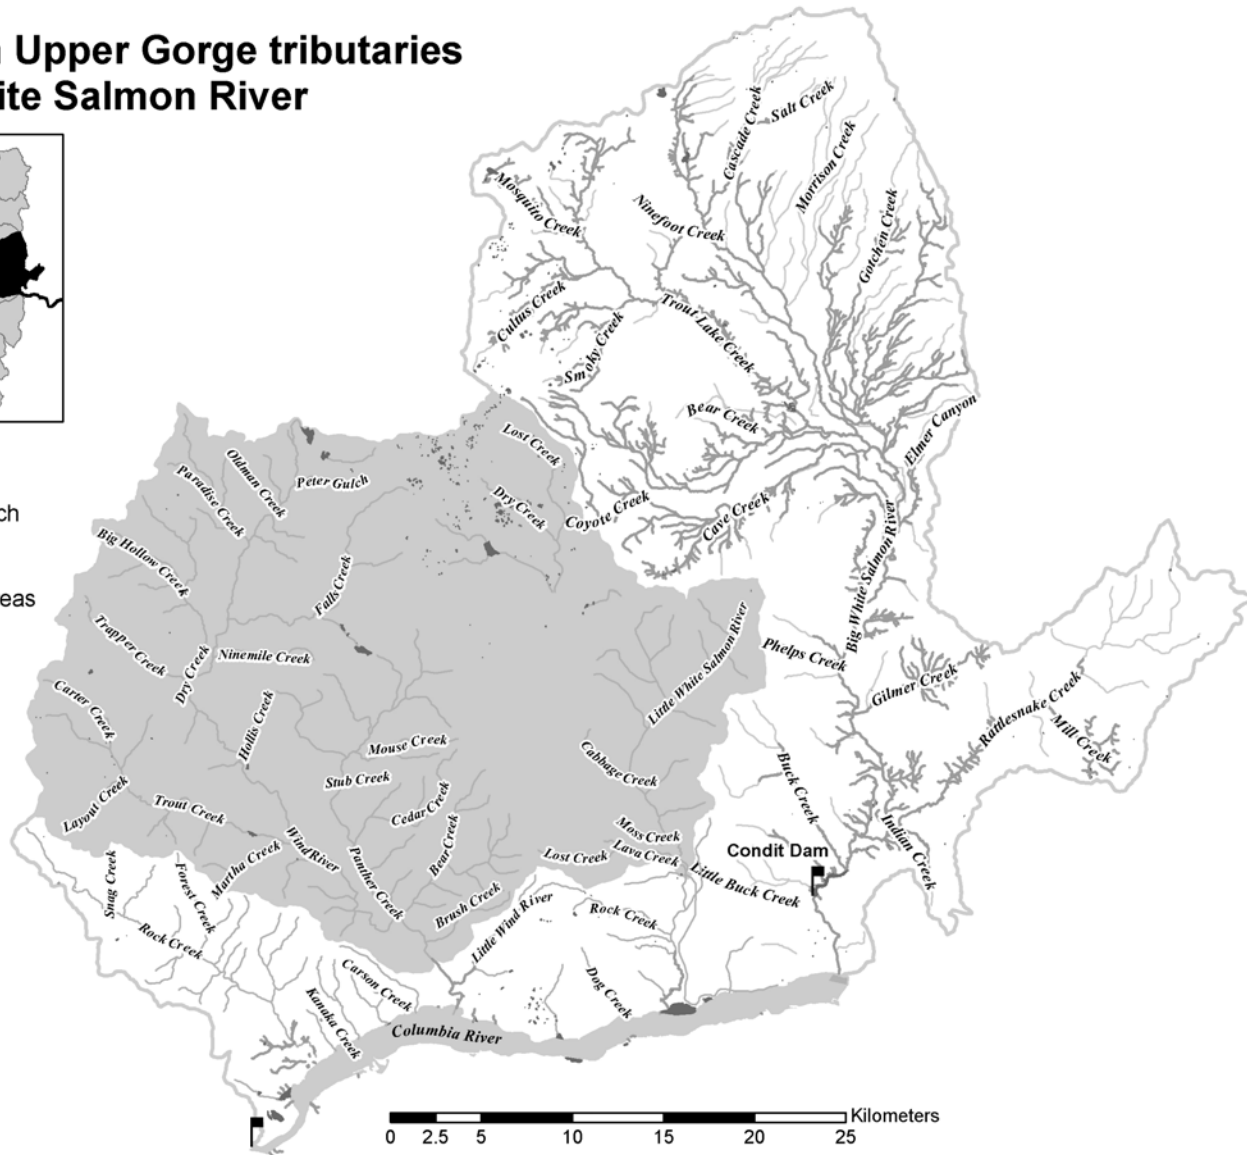 Upper Gorge tributaries
ite Salmon River
Cascade Creek
Salt Creek
Morrison Creek
Mosquito Creek
Ninefoot Creek
Gotchen Creek
Cultus Creek
Smoky Creek
Trout Lake Creek
Bear Creek
Elmer Canyon
Lost Creek
Oldman Creek
Peter Gulch
Paradise Creek
Dry Creek
Coyote Creek
Cave Creek
ch
Big White Salmon River
Big Hollow Creek
Falls Creek
eas
Trapper Creek
Dry Creek
Ninemile Creek
Little White Salmon River
Phelps Creek
Gilmer Creek
Rattlesnake Creek
Mill Creek
Carter Creek
Hollis Creek
Mouse Creek
Stub Creek
Cabbage Creek
Buck Creek
Layout Creek
Trout Creek
Cedar Creek
Wind River
Bear Creek
Moss Creek
Lava Creek
Lost Creek
Condit Dam
Indian Creek
Little Buck Creek
Snag Creek
Forest Creek
Martha Creek
Panther Creek
Brush Creek
Little Wind River
Rock Creek
Rock Creek
Carson Creek
Kanaka Creek
Dog Creek
Columbia River
Kilometers
0 2.5 5 10 15 20 25